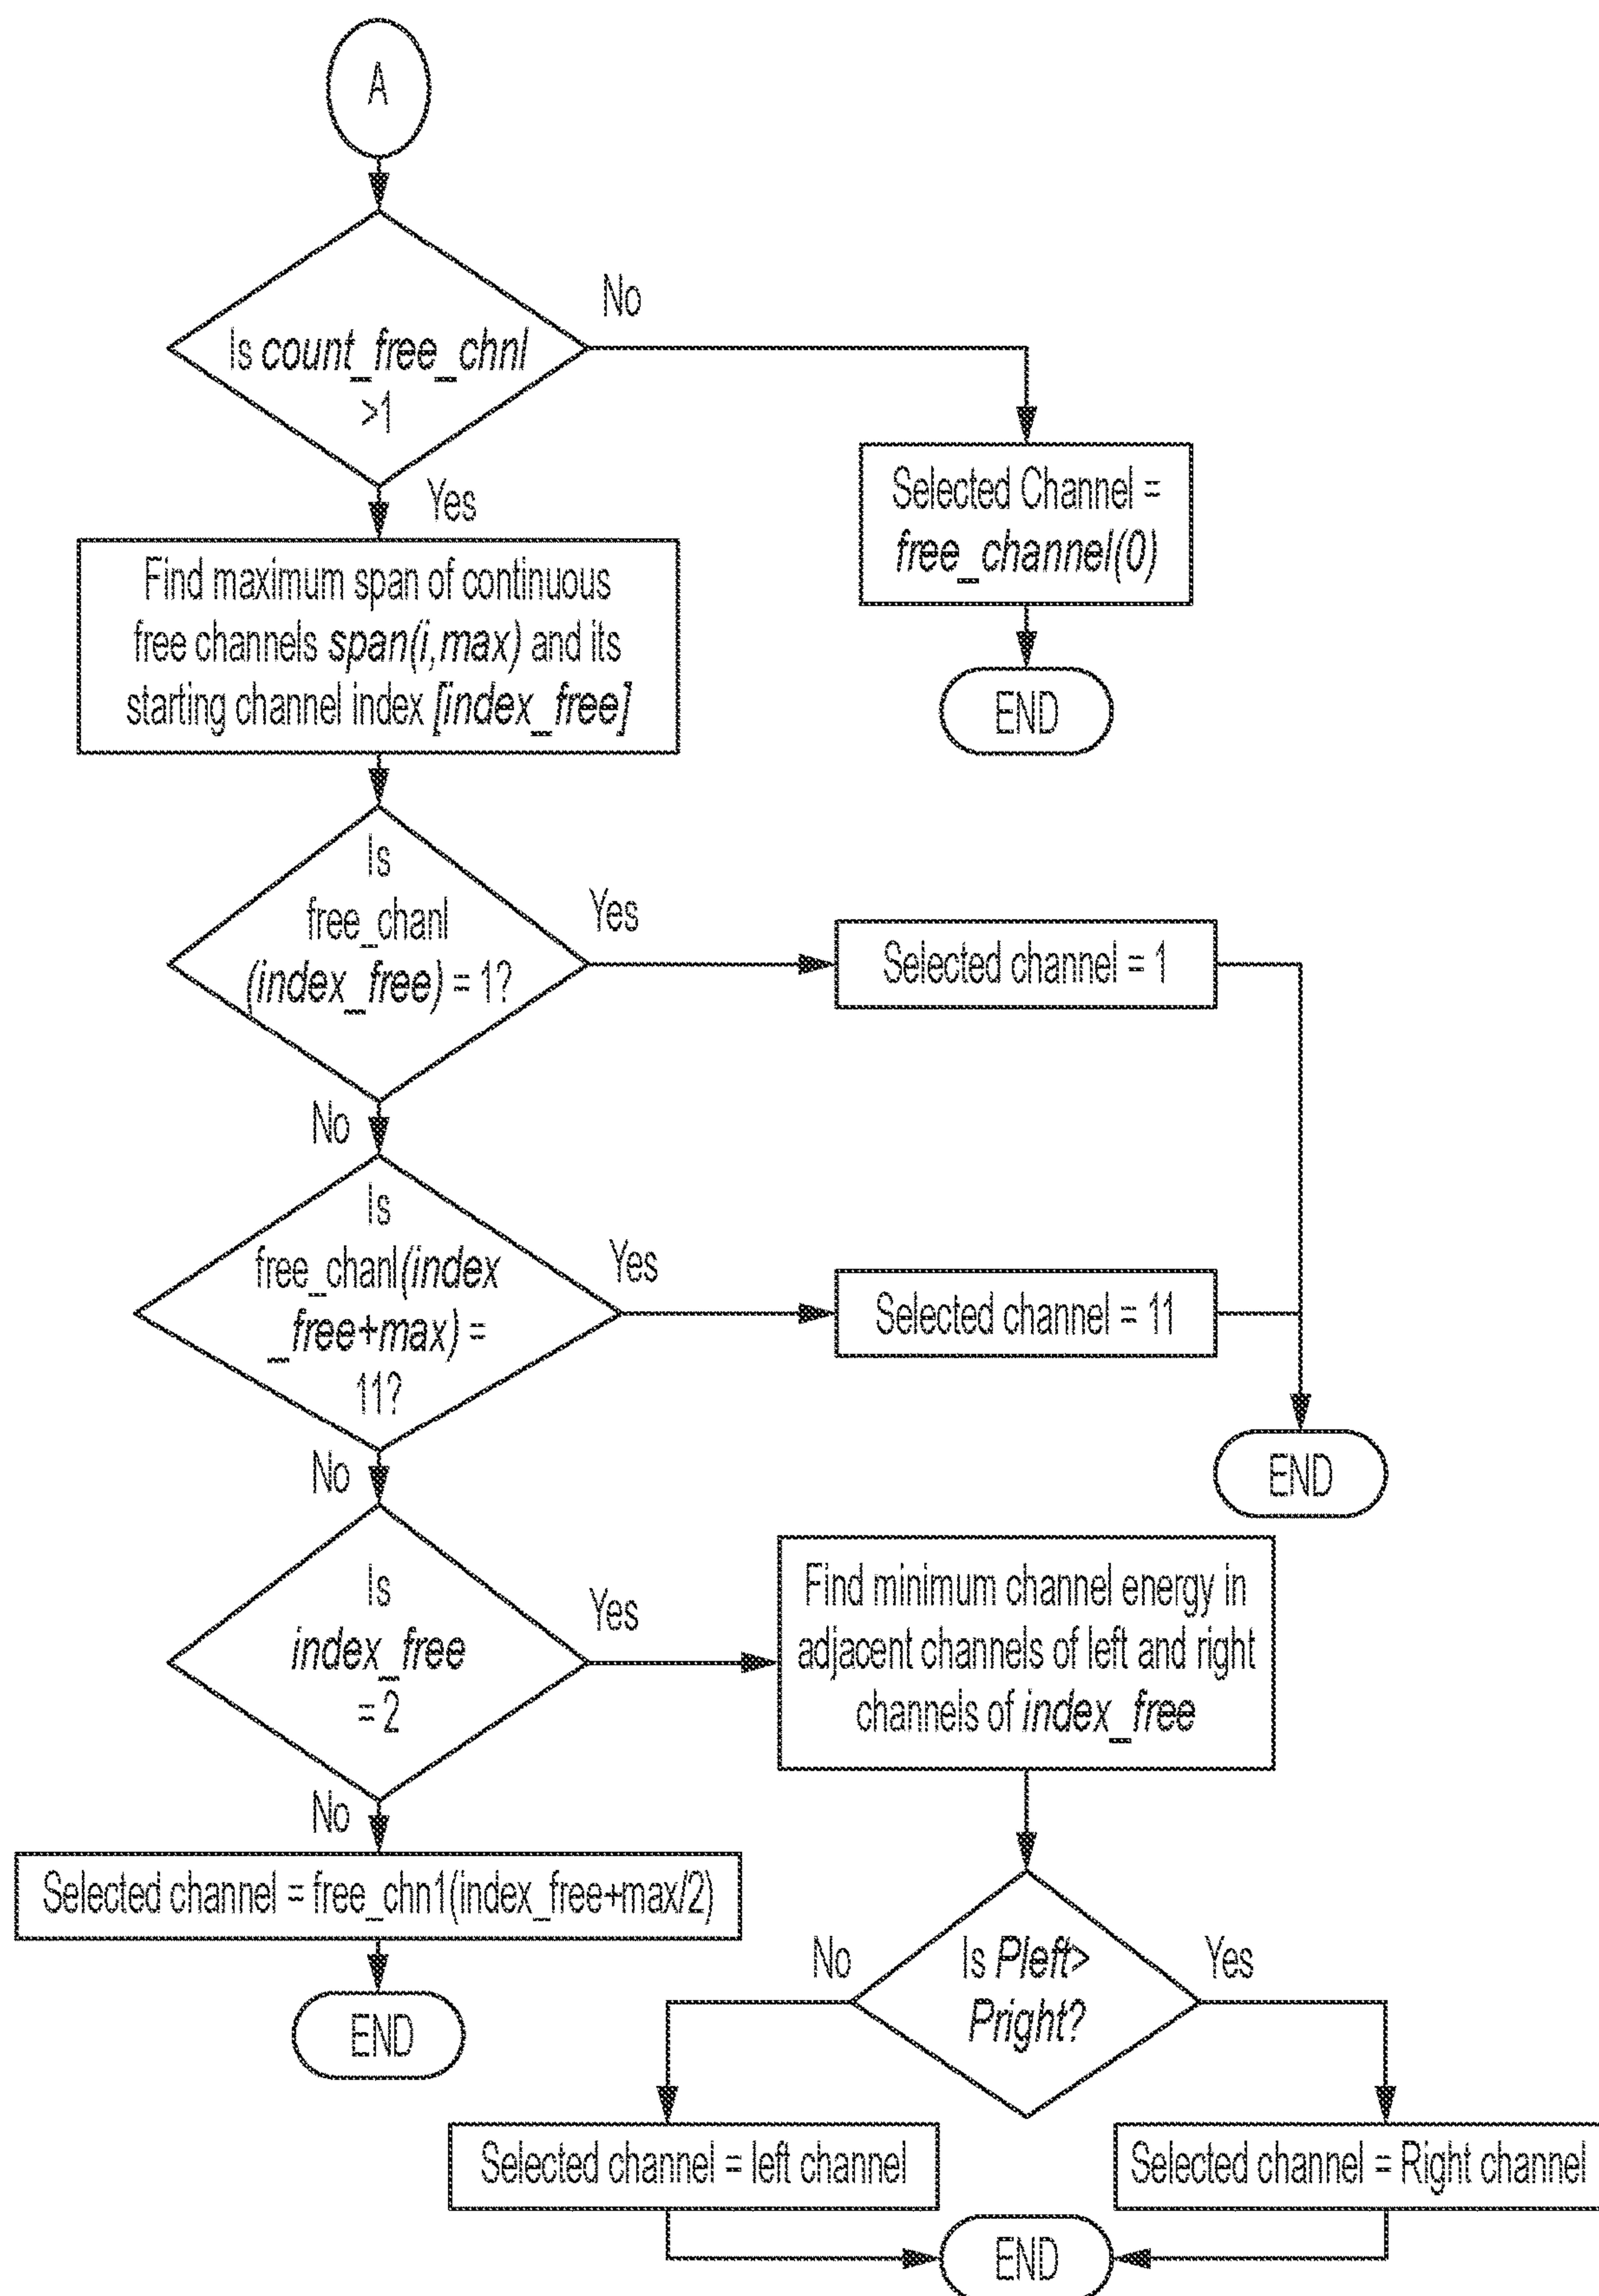 A
Is count_free_chnl
>1
No
Yes
Selected Channel =
free_channel(0)
END
Find maximum span of continuous
free channels span(i,max) and its
starting channel index [index_free]
Is
free_chanl
(index_free) = 1?
Yes
Selected channel = 1
No
Is
free_chanl(index
_free+max) =
11?
Yes
Selected channel = 11
END
No
Is
index_free
= 2
Yes
Find minimum channel energy in
adjacent channels of left and right
channels of index_free
No
Selected channel = free_chn1(index_free+max/2)
END
Is Pleft>
Pright?
No
Yes
Selected channel = left channel
Selected channel = Right channel
END